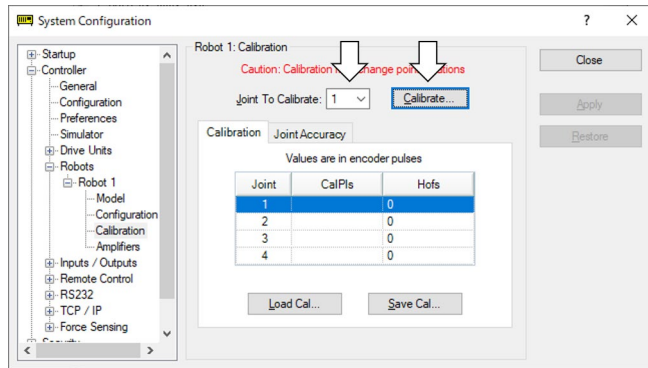 System Configuration
? ×
Startup
Controller
General
Configuration
Preferences
Simulator
Drive Units
Robots
Robot 1
Model
Configuration
Calibration
Amplifiers
Inputs / Outputs
Remote Control
RS232
TCP / IP
Force Sensing
Robot 1: Calibration
Caution: Calibration change point
Joint To Calibrate: 1
Calibrate...
Calibration Joint Accuracy
Values are in encoder pulses
Joint CalPls Hofs
1 0
2 0
3 0
4 0
Load Cal...
Save Cal...
Close
Apply
Restore